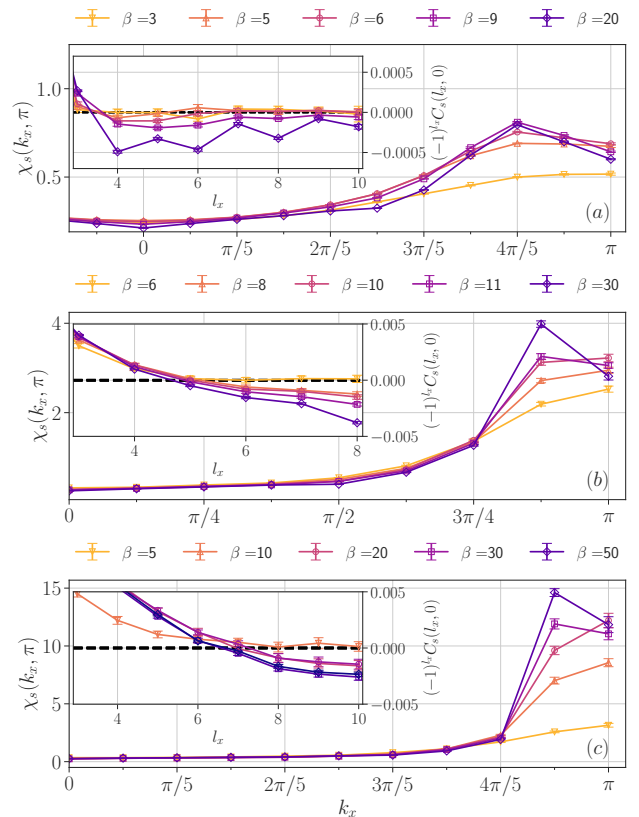 β =3 β =5 β =6 β =9 β =20
1.0
0.5
χₛ(kₓ, π)
0.0005
0.0000
−0.0005
(−1)^{lₓ}Cₛ(lₓ, 0)
4 6 8 10
lₓ
(a)
0 π/5 2π/5 3π/5 4π/5 π
β =6 β =8 β =10 β =11 β =30
4
2
χₛ(kₓ, π)
0.005
0.000
−0.005
(−1)^{lₓ}Cₛ(lₓ, 0)
4 6 8
lₓ
(b)
0 π/4 π/2 3π/4 π
β =5 β =10 β =20 β =30 β =50
15
10
5
0
χₛ(kₓ, π)
0.005
0.000
−0.005
(−1)^{lₓ}Cₛ(lₓ, 0)
4 6 8 10
lₓ
(c)
0 π/5 2π/5 3π/5 4π/5 π
kₓ